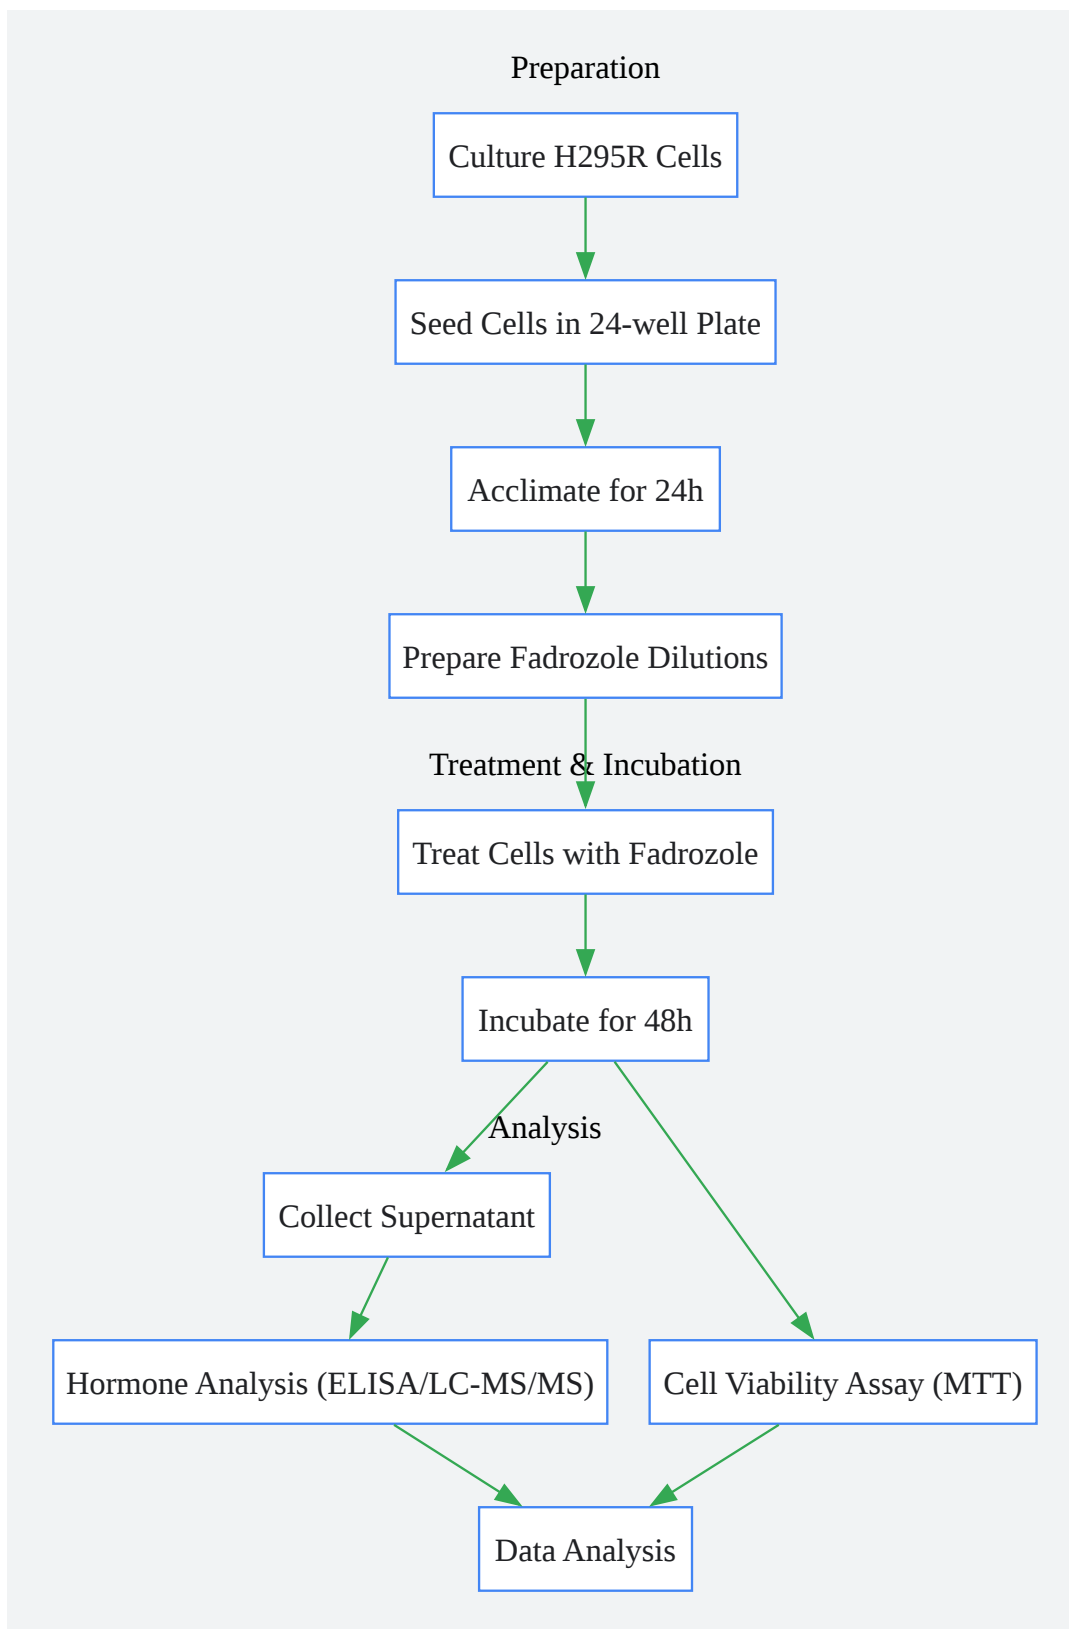 Preparation
Culture H295R Cells
Seed Cells in 24-well Plate
Acclimate for 24h
Prepare Fadrozole Dilutions
Treatment & Incubation
Treat Cells with Fadrozole
Incubate for 48h
Analysis
Collect Supernatant
Hormone Analysis (ELISA/LC-MS/MS)
Cell Viability Assay (MTT)
Data Analysis